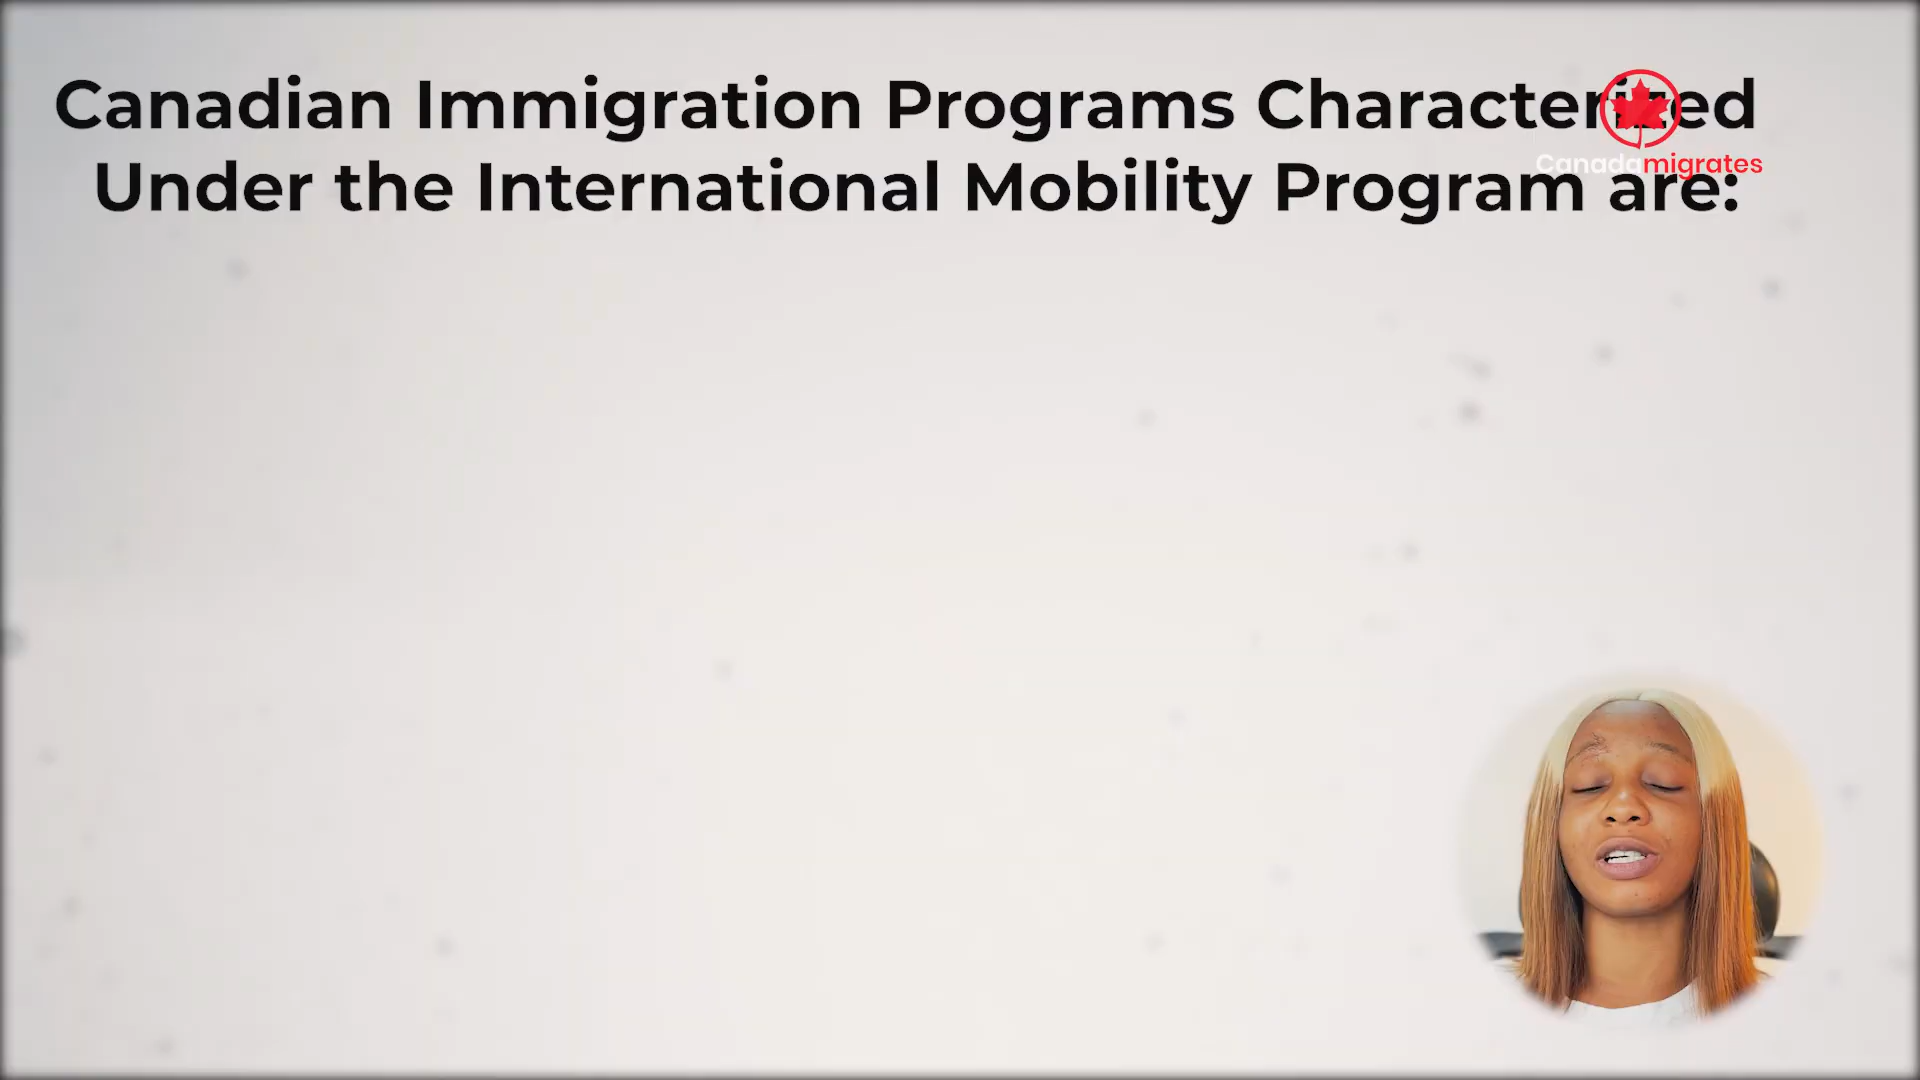 Canadian Immigration Programs Characterized
Under the International Mobility Program are:
Canadamigrates